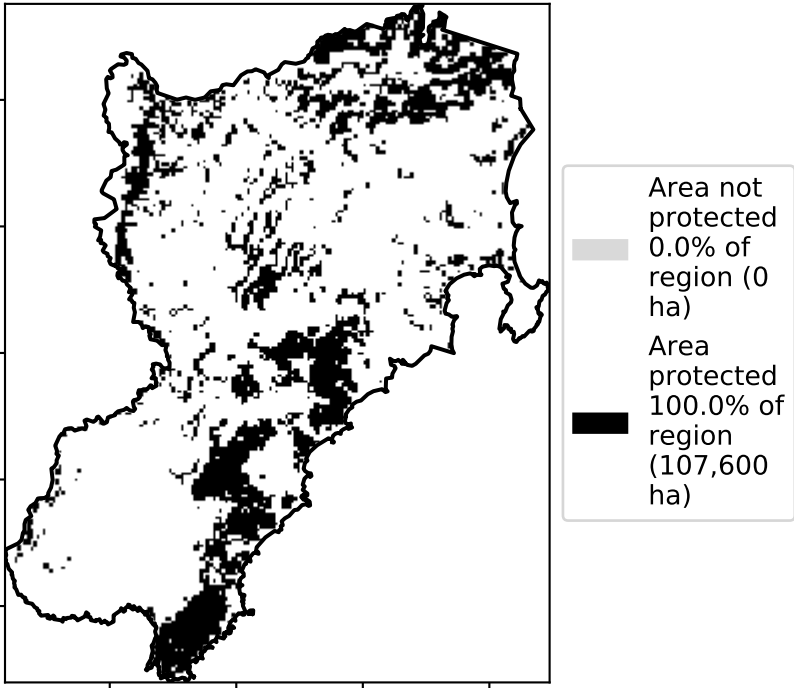 Area not
protected
0.0% of
region (0
ha)
Area
protected
100.0% of
region
(107,600
ha)